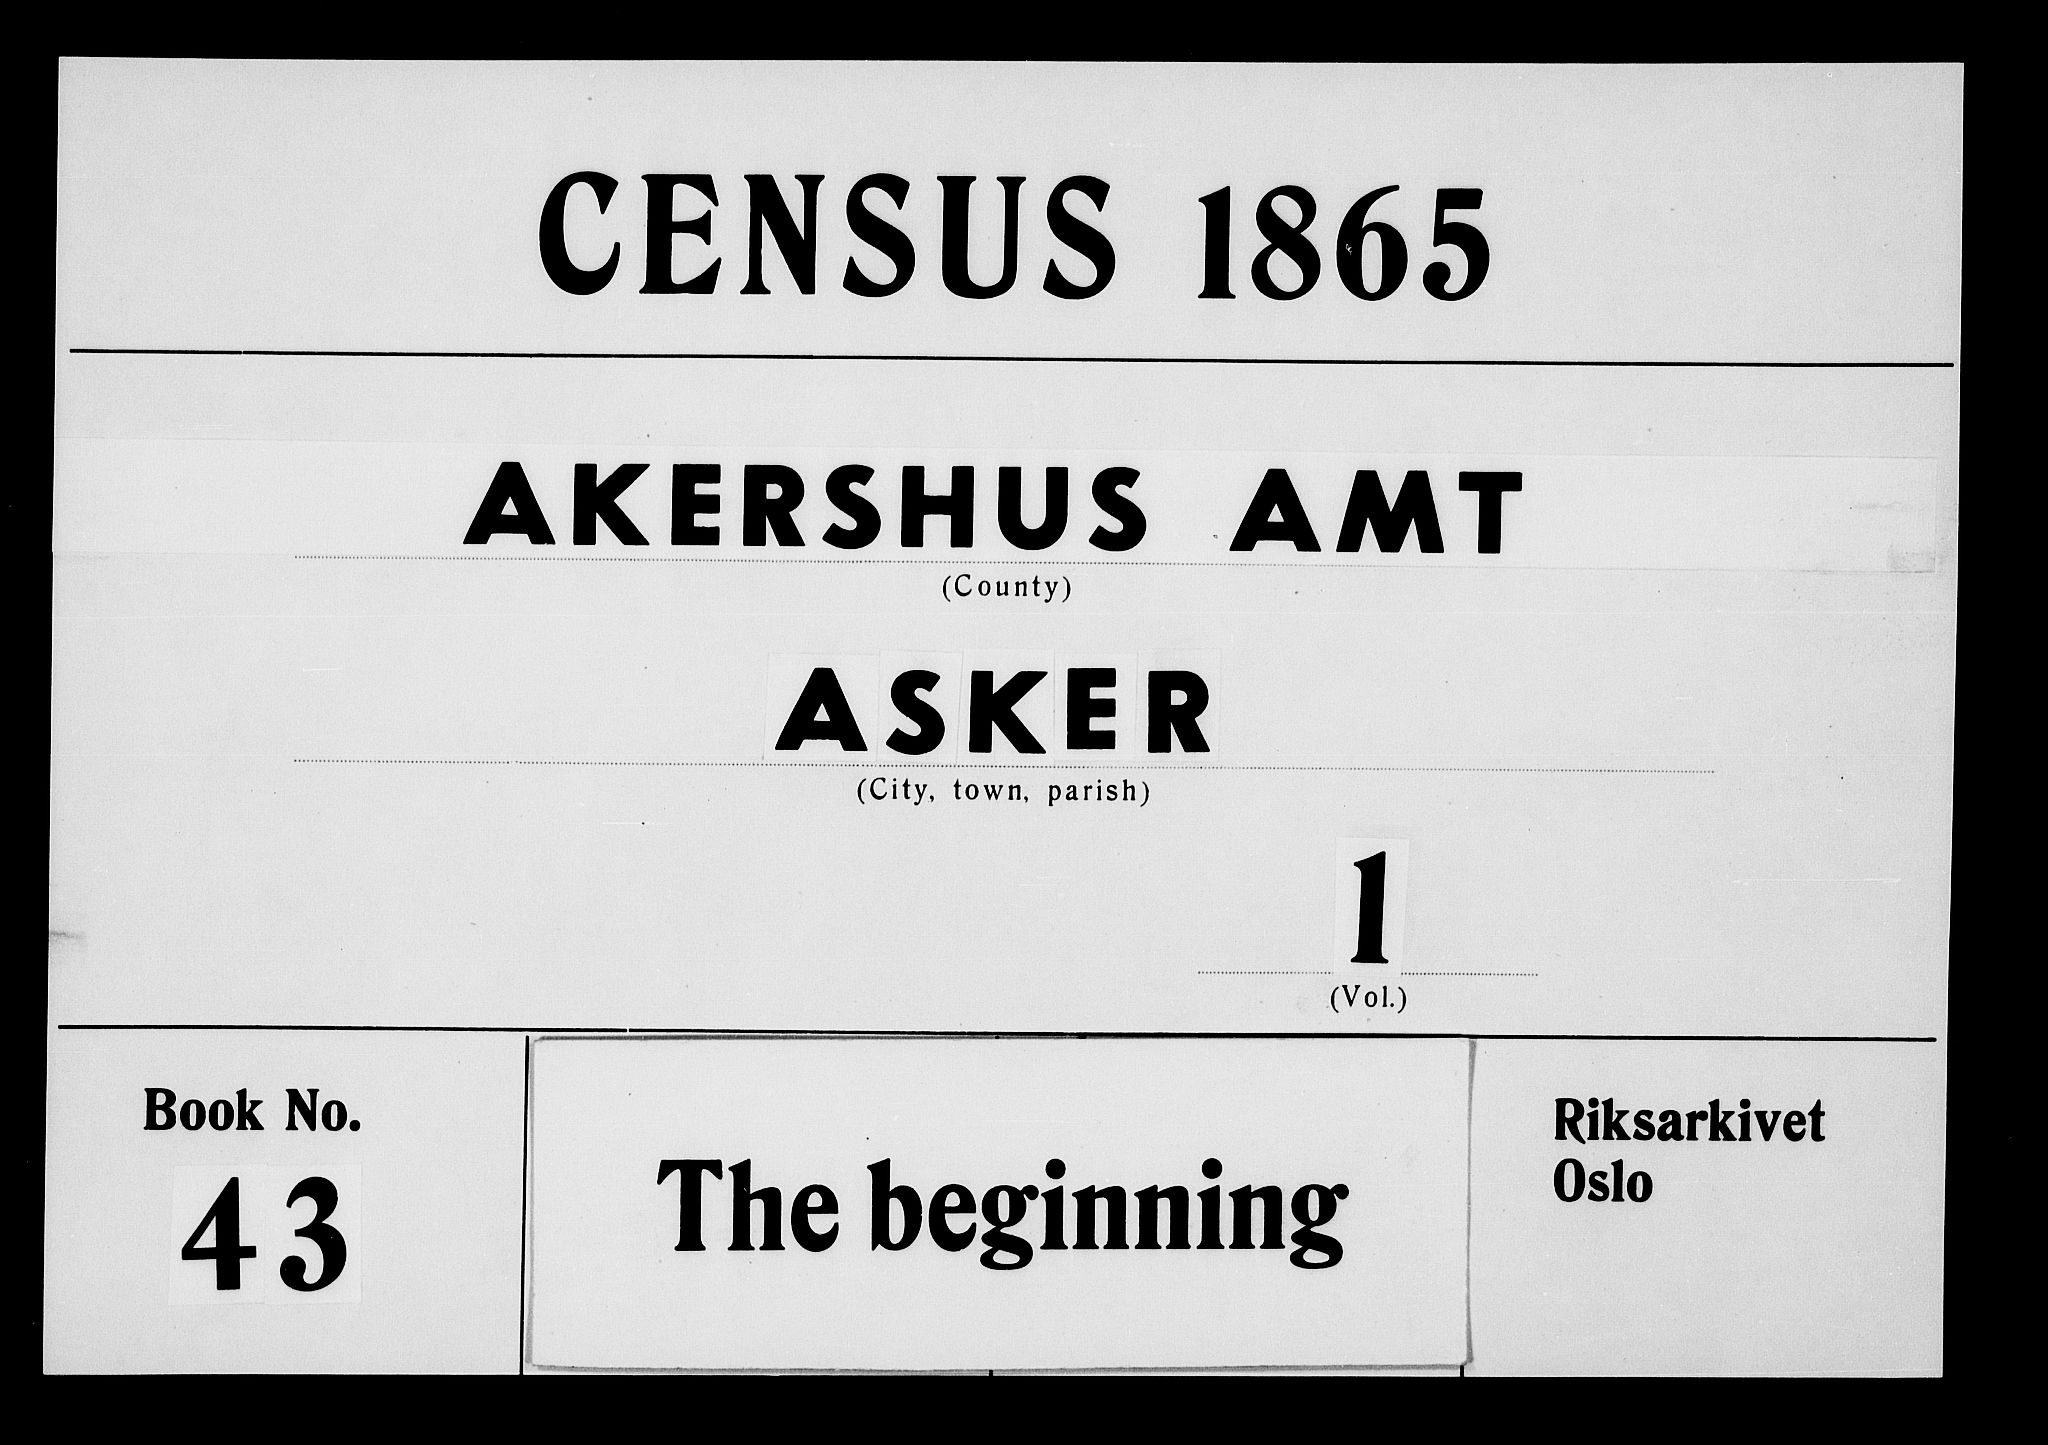 CENSUS 1865
AKERSHUS AMT
(County)
ASKER
(City, town, parish)
1
(Vol.)
Book No.
43
The beginning
Riksarkivet
Oslo